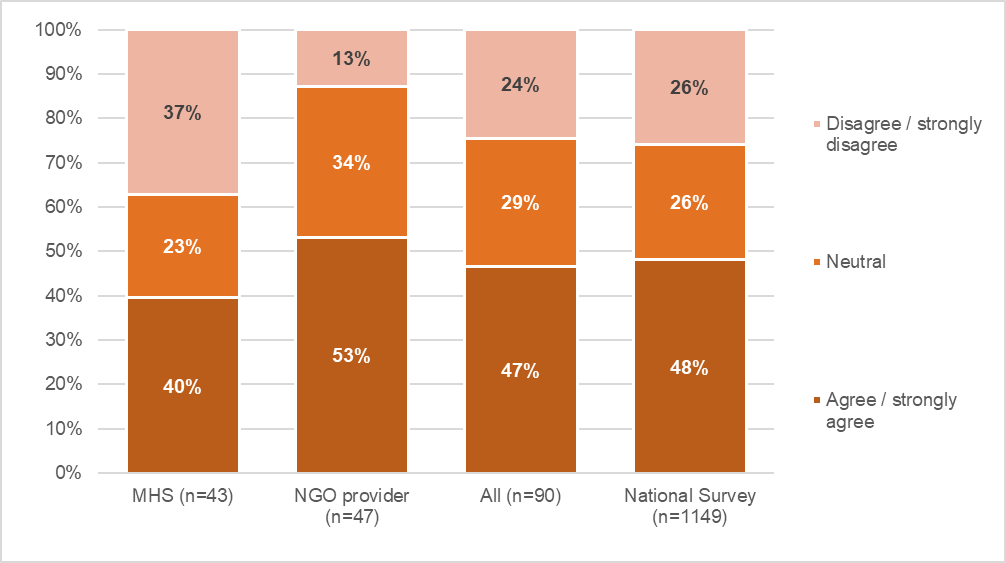 100%
90%
80%
70%
60%
50%
40%
30%
20%
10%
0%
37%
23%
40%
13%
34%
53%
24%
29%
47%
26%
26%
48%
MHS (n=43)
NGO provider
(n=47)
All (n=90)
National Survey
(n=1149)
Disagree / strongly
disagree
Neutral
Agree / strongly
agree